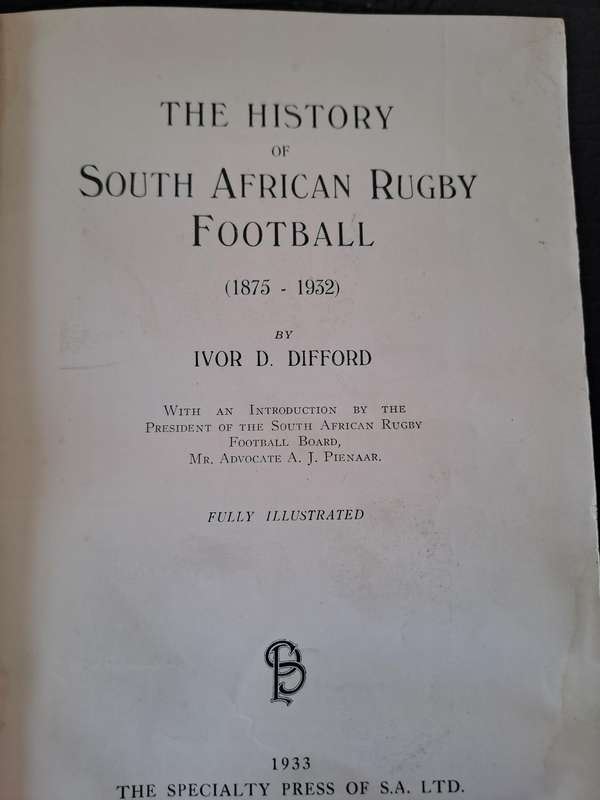 THE HISTORY
OF
SOUTH AFRICAN RUGBY
FOOTBALL
(1875 - 1932)
BY
IVOR D. DIFFORD
WITH AN INTRODUCTION BY THE
PRESIDENT OF THE SOUTH AFRICAN RUGBY
FOOTBALL BOARD,
MR. ADVOCATE A. J. PIENAAR.
FULLY ILLUSTRATED
1933
THE SPECIALTY PRESS OF S.A. LTD.